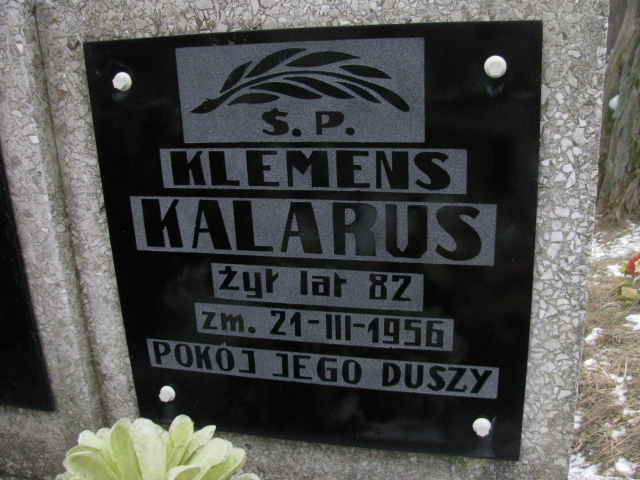 Ś. P.
KLEMENS
KALARUS
żył lat 82
zm. 21-III-1956
POKÓJ JEGO DUSZY